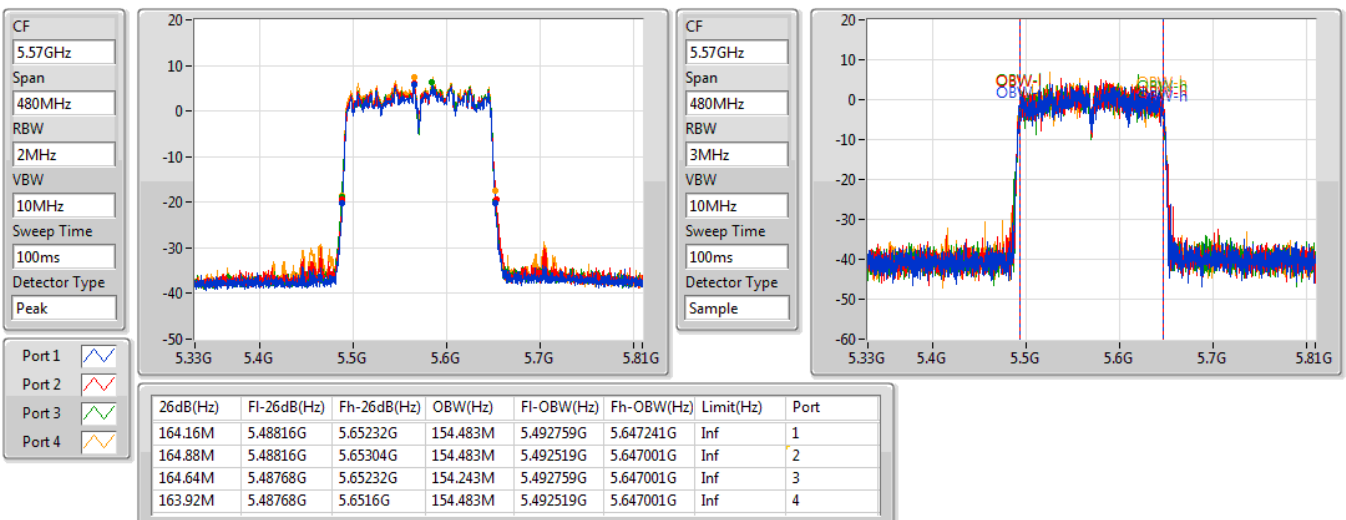 CF
5.57GHz
Span
480MHz
RBW
2MHz
VBW
10MHz
Sweep Time
100ms
Detector Type
Peak
20
10
0
-10
-20
-30
-40
-50
5.33G 5.4G 5.5G 5.6G 5.7G 5.81G
CF
5.57GHz
Span
480MHz
RBW
3MHz
VBW
10MHz
Sweep Time
100ms
Detector Type
Sample
20
10
0
-10
-20
-30
-40
-50
-60
OBW-l
OBW-h
5.33G 5.4G 5.5G 5.6G 5.7G 5.81G
Port 1
Port 2
Port 3
Port 4
26dB(Hz) Fl-26dB(Hz) Fh-26dB(Hz) OBW(Hz) Fl-OBW(Hz) Fh-OBW(Hz) Limit(Hz) Port
164.16M 5.48816G 5.65232G 154.483M 5.492759G 5.647241G Inf 1
164.88M 5.48816G 5.65304G 154.483M 5.492519G 5.647001G Inf 2
164.64M 5.48768G 5.65232G 154.243M 5.492759G 5.647001G Inf 3
163.92M 5.48768G 5.6516G 154.483M 5.492519G 5.647001G Inf 4